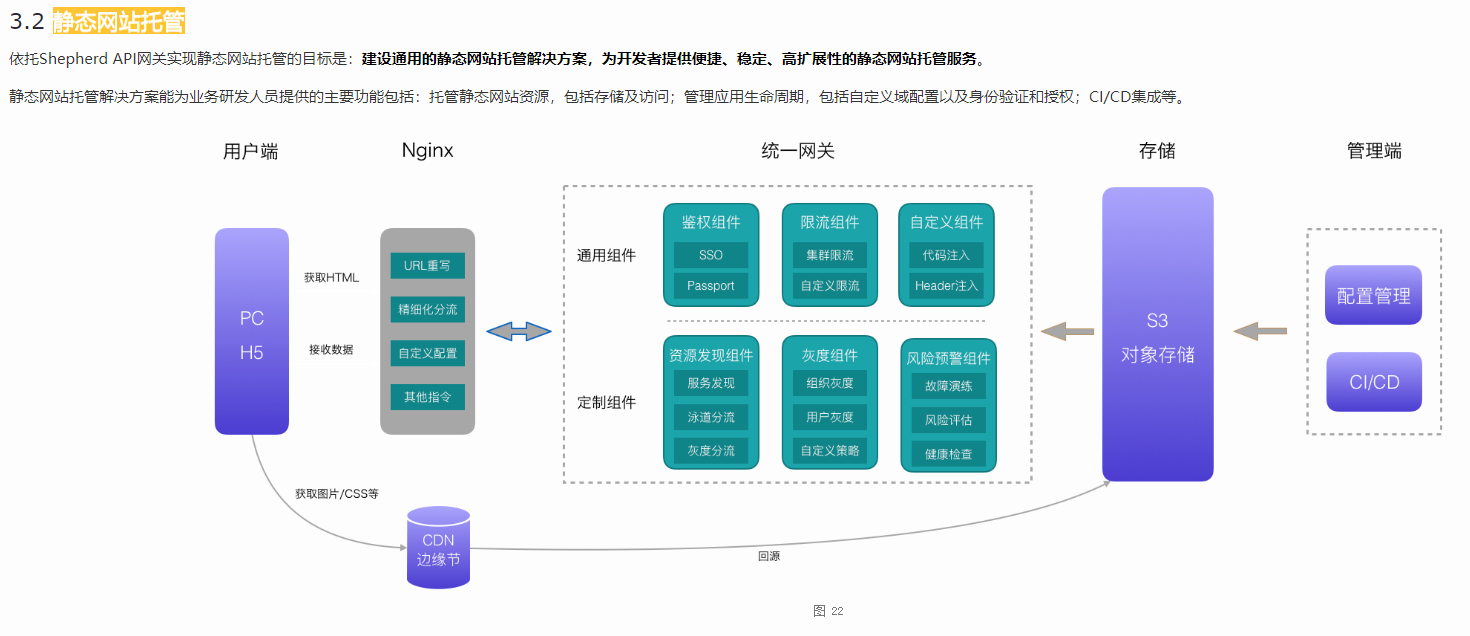 3.2 静态网站托管
依托Shepherd API网关实现静态网站托管的目标是：建设通用的静态网站托管解决方案，为开发者提供便捷、稳定、高扩展性的静态网站托管服务。
静态网站托管解决方案能为业务研发人员提供的主要功能包括：托管静态网站资源，包括存储及访问；管理应用生命周期，包括自定义域配置以及身份验证和授权；CI/CD集成等。
用户端
Nginx
统一网关
存储
管理端
PC
H5
获取HTML
接收数据
URL重写
精细化分流
自定义配置
其他指令
通用组件
鉴权组件
SSO
Passport
限流组件
集群限流
自定义限流
自定义组件
代码注入
Header注入
定制组件
资源发现组件
服务发现
泳道分流
灰度分流
灰度组件
组织灰度
用户灰度
自定义策略
风险预警组件
故障演练
风险评估
健康检查
S3
对象存储
配置管理
CI/CD
获取图片/CSS等
CDN
边缘节
回源
图 22